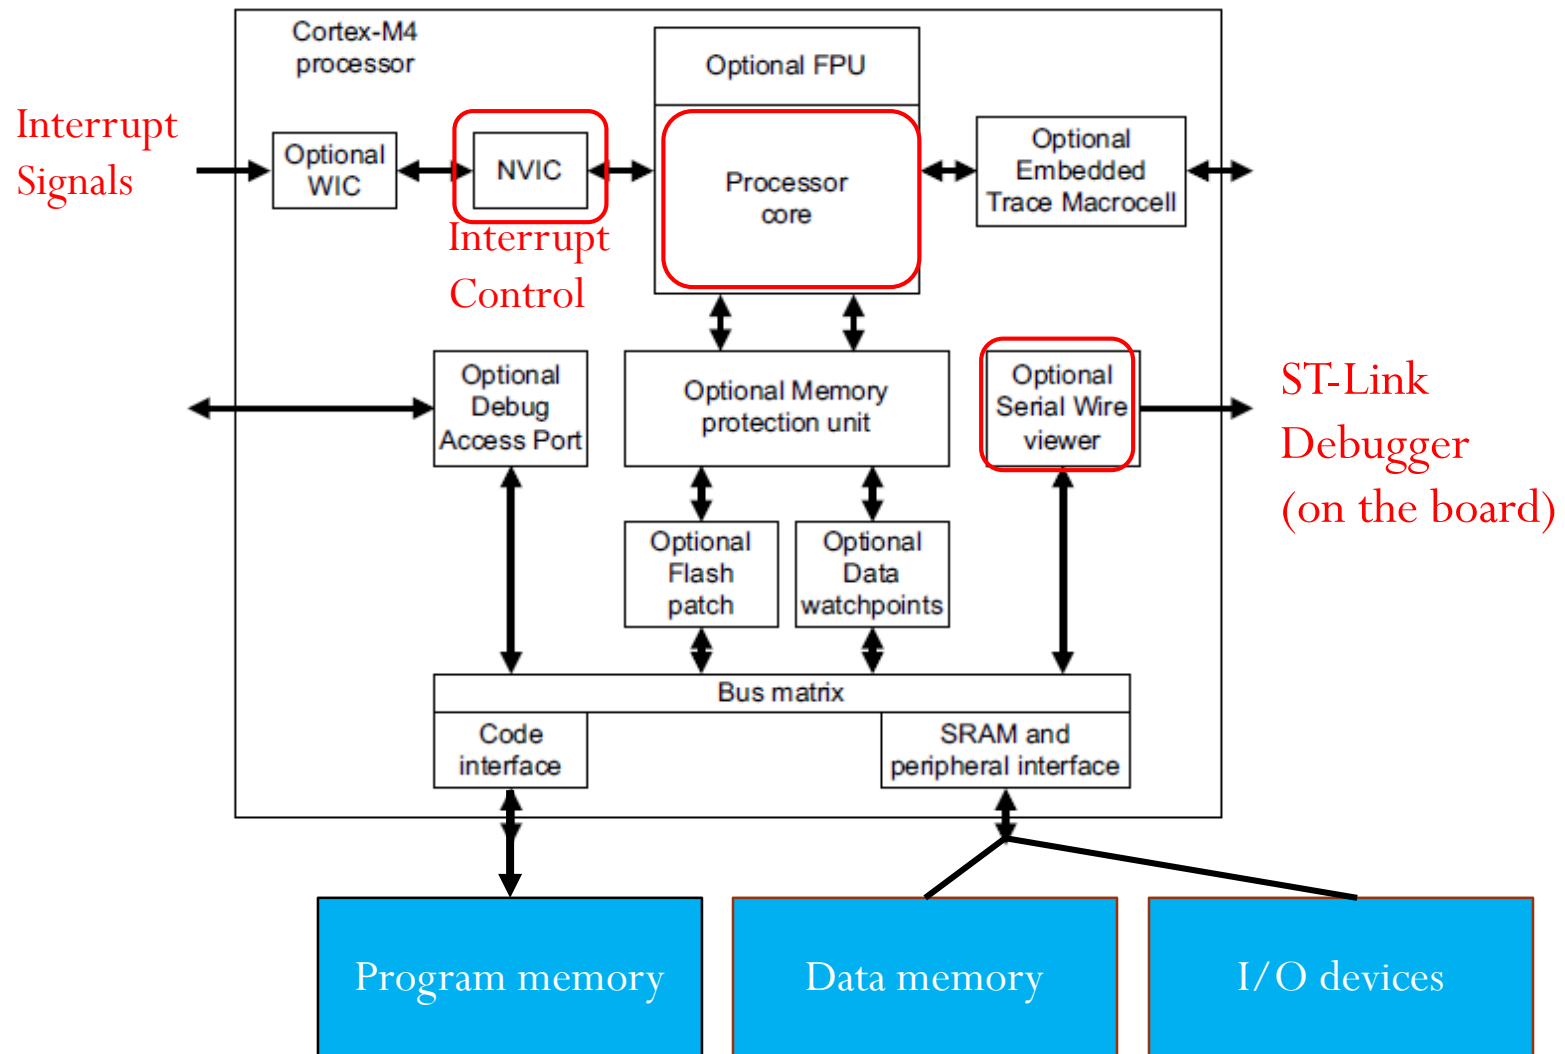 Cortex-M4
processor
Optional FPU
Interrupt
Signals
Optional
WIC
NVIC
Processor
core
Optional
Embedded
Trace Macrocell
Interrupt
Control
Optional
Debug
Access Port
Optional Memory
protection unit
Optional
Serial Wire
viewer
ST-Link
Debugger
(on the board)
Optional
Flash
patch
Optional
Data
watchpoints
Bus matrix
Code
interface
SRAM and
peripheral interface
Program memory
Data memory
I/O devices